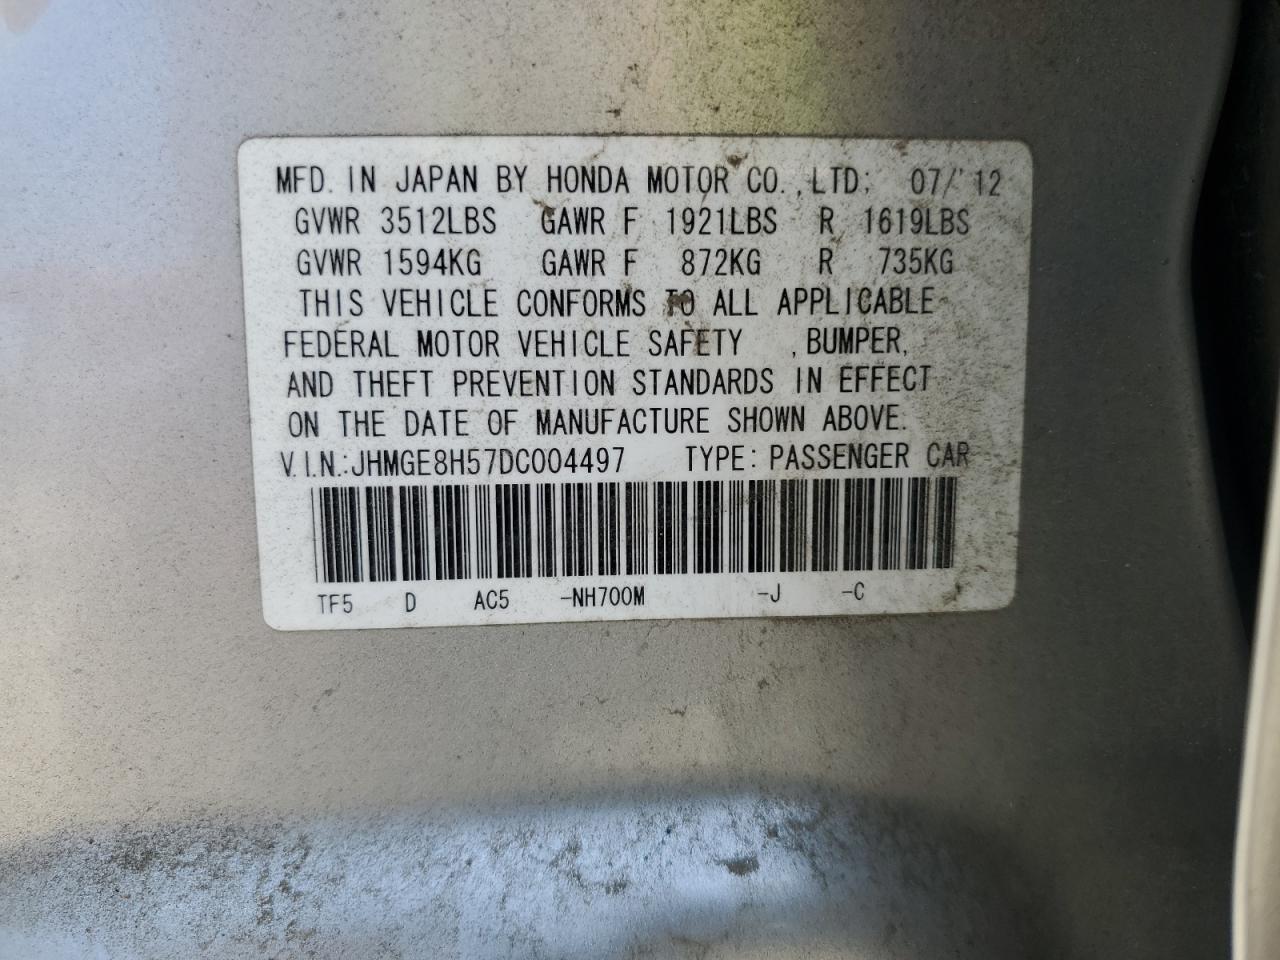 MFD. IN JAPAN BY HONDA MOTOR CO.,LTD. 07/'12
GVWR 3512LBS GAWR F 1921LBS R 1619LBS
GVWR 1594KG GAWR F 872KG R 735KG
THIS VEHICLE CONFORMS TO ALL APPLICABLE
FEDERAL MOTOR VEHICLE SAFETY , BUMPER,
AND THEFT PREVENTION STANDARDS IN EFFECT
ON THE DATE OF MANUFACTURE SHOWN ABOVE.
V.I.N.:JHMGE8H57DC004497 TYPE:PASSENGER CAR
TF5 D AC5 -NH700M -J -C